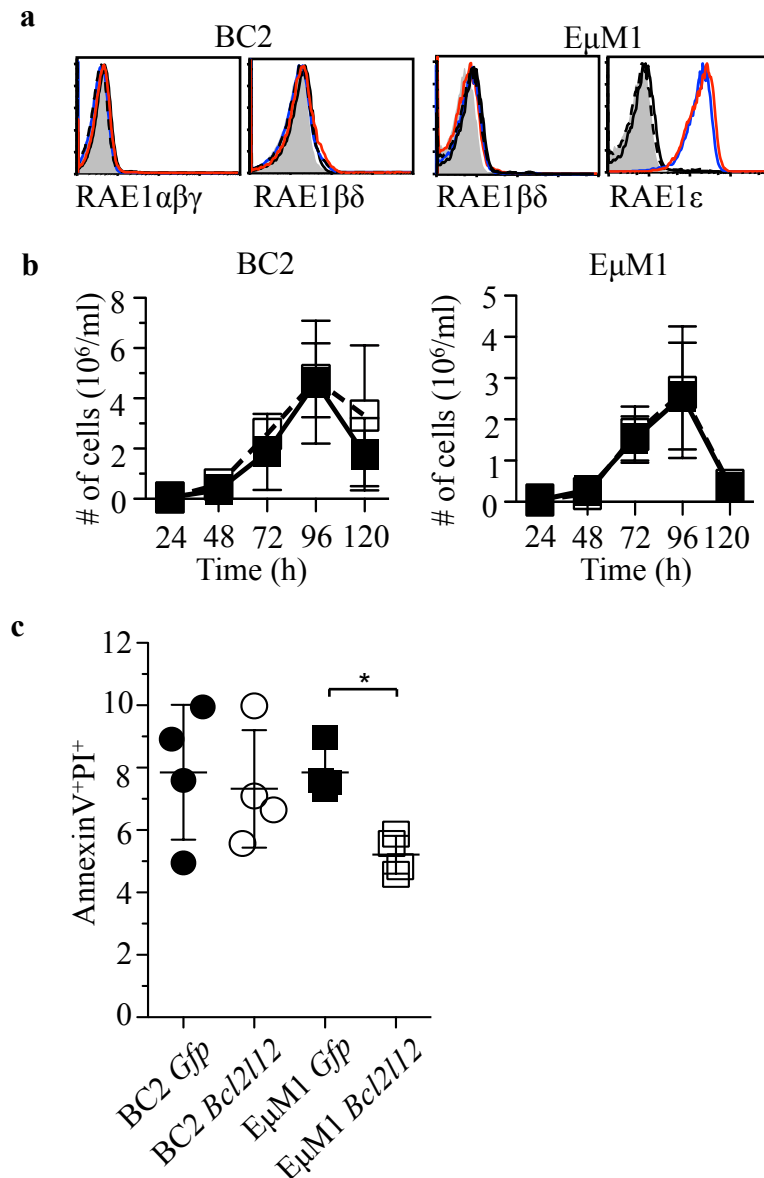 a
BC2 EμM1
RAE1αβγ RAE1βδ RAE1βδ RAE1ε
b
BC2 EμM1
# of cells (10⁶/ml)
8
6
4
2
0
24 48 72 96 120
Time (h)
# of cells (10⁶/ml)
5
4
3
2
1
0
24 48 72 96 120
Time (h)
c
AnnexinV⁺PI⁺
12
10
8
6
4
2
0
*
BC2 Gfp
BC2 Bcl2l12
EμM1 Gfp
EμM1 Bcl2l12